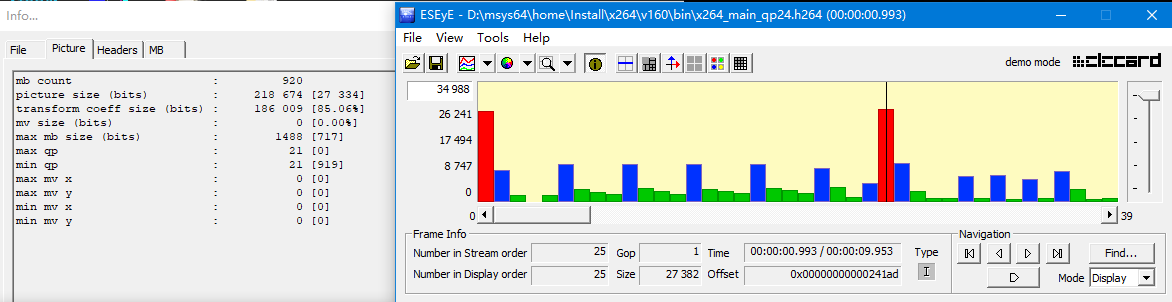 Info...
File Picture Headers MB
mb count : 920
picture size (bits) : 218 674 [27 334]
transform coeff size (bits) : 186 009 [85.06%]
mv size (bits) : 0 [0.00%]
max mb size (bits) : 1488 [717]
max qp : 21 [0]
min qp : 21 [919]
max mv x : 0 [0]
max mv y : 0 [0]
min mv x : 0 [0]
min mv y : 0 [0]
ESEyE - D:\msys64\home\Install\x264\v160\bin\x264_main_qp24.h264 (00:00:00.993)
File View Tools Help
demo mode elecard
34 988
26 241
17 494
8 747
0
0 39
Frame Info
Number in Stream order 25 Gop 1 Time 00:00:00.993 / 00:00:09.953 Type
Number in Display order 25 Size 27 382 Offset 0x00000000000241ad I
Navigation
Find...
Mode Display